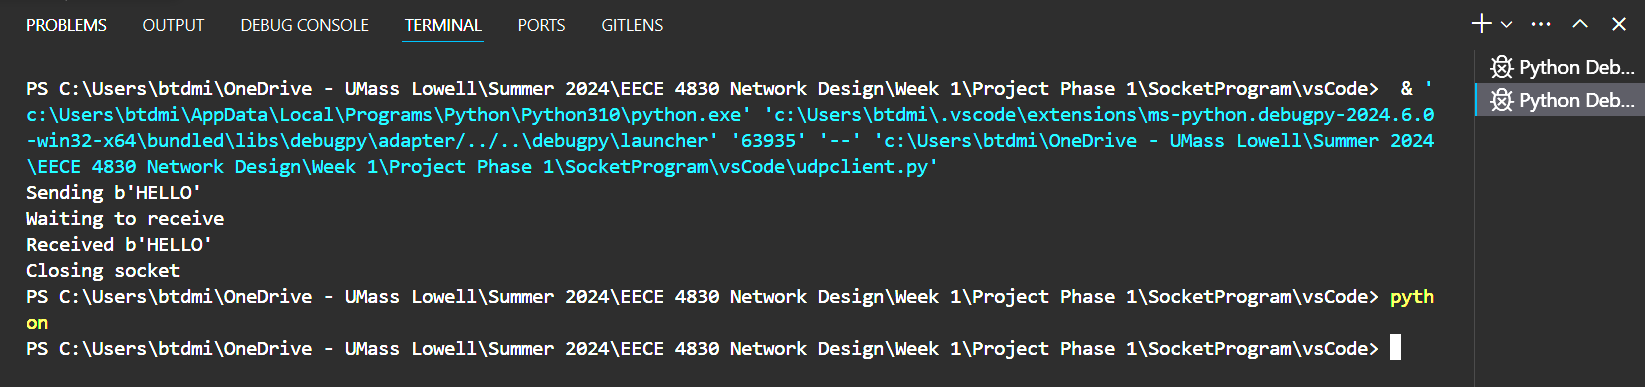 PROBLEMS OUTPUT DEBUG CONSOLE TERMINAL PORTS GITLENS
Python Deb...
Python Deb...
PS C:\Users\btdmi\OneDrive - UMass Lowell\Summer 2024\EECE 4830 Network Design\Week 1\Project Phase 1\SocketProgram\vsCode>  & '
c:\Users\btdmi\AppData\Local\Programs\Python\Python310\python.exe' 'c:\Users\btdmi\.vscode\extensions\ms-python.debugpy-2024.6.0
-win32-x64\bundled\libs\debugpy\adapter/../..\debugpy\launcher' '63935' '--' 'c:\Users\btdmi\OneDrive - UMass Lowell\Summer 2024
\EECE 4830 Network Design\Week 1\Project Phase 1\SocketProgram\vsCode\udpclient.py'
Sending b'HELLO'
Waiting to receive
Received b'HELLO'
Closing socket
PS C:\Users\btdmi\OneDrive - UMass Lowell\Summer 2024\EECE 4830 Network Design\Week 1\Project Phase 1\SocketProgram\vsCode> pyth
on
PS C:\Users\btdmi\OneDrive - UMass Lowell\Summer 2024\EECE 4830 Network Design\Week 1\Project Phase 1\SocketProgram\vsCode>